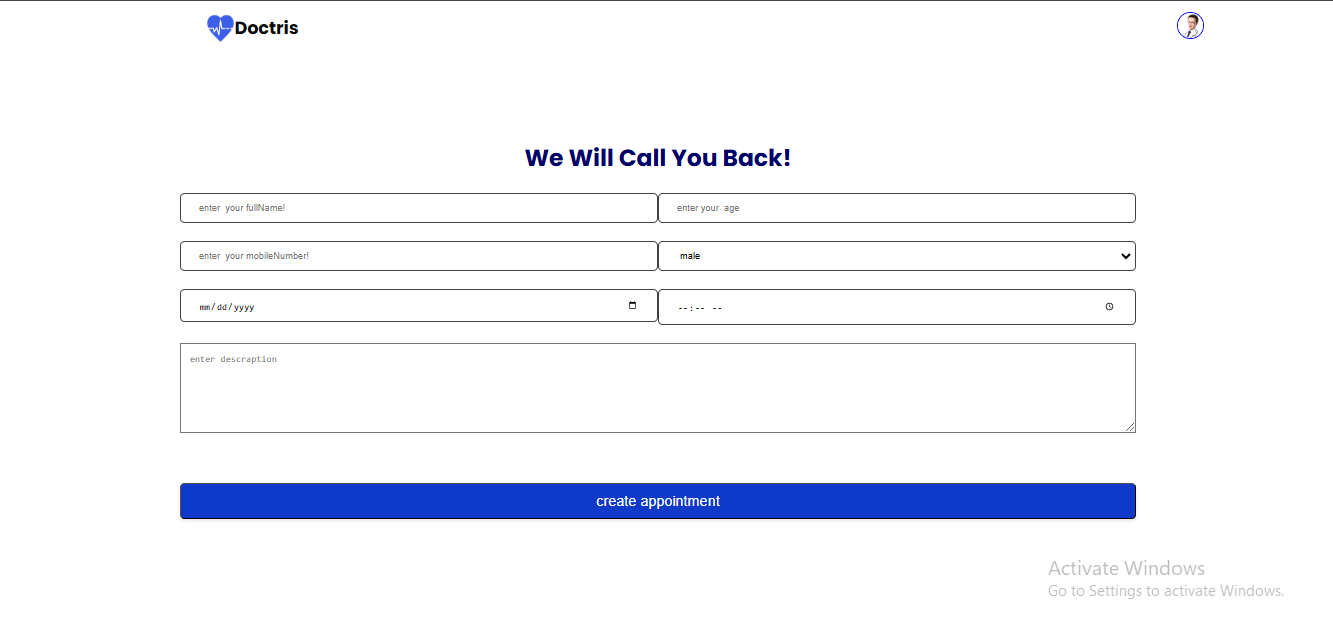 Doctris
We Will Call You Back!
enter your fullName!
enter your age
enter your mobileNumber!
male
mm/dd/yyyy
--:-- --
enter descraption
create appointment
Activate Windows
Go to Settings to activate Windows.